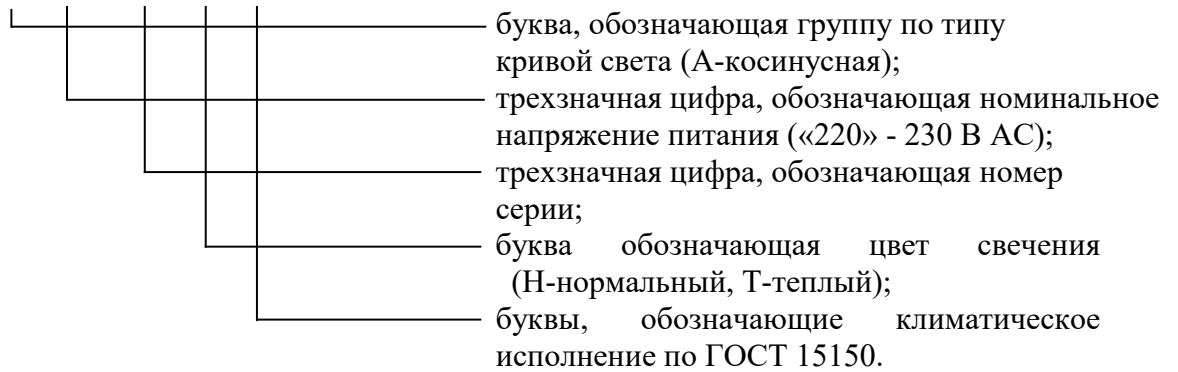 буква, обозначающая группу по типу
кривой света (А-косинусная);
трехзначная цифра, обозначающая номинальное
напряжение питания («220» - 230 В АС);
трехзначная цифра, обозначающая номер
серии;
буква обозначающая цвет свечения
(Н-нормальный, Т-теплый);
буквы, обозначающие климатическое
исполнение по ГОСТ 15150.